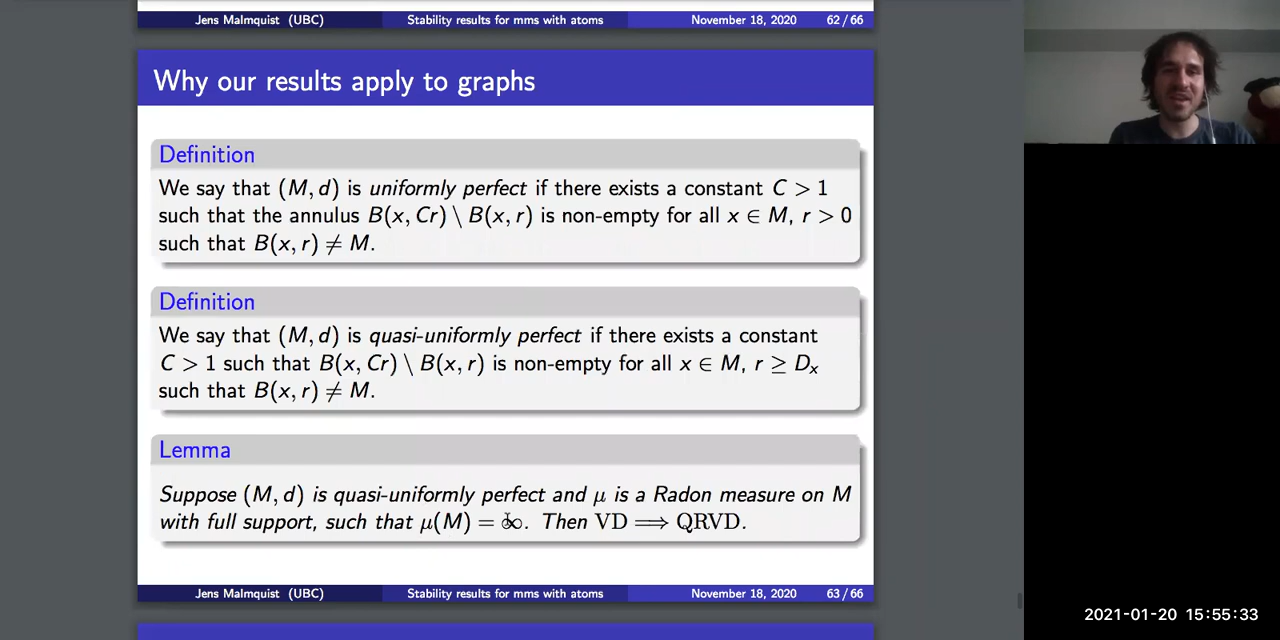 Jens Malmquist (UBC) Stability results for mms with atoms November 18, 2020 62 / 66
Why our results apply to graphs
Definition
We say that (M, d) is uniformly perfect if there exists a constant C > 1
such that the annulus B(x, Cr) \ B(x, r) is non-empty for all x ∈ M, r > 0
such that B(x, r) ≠ M.
Definition
We say that (M, d) is quasi-uniformly perfect if there exists a constant
C > 1 such that B(x, Cr) \ B(x, r) is non-empty for all x ∈ M, r ≥ Dₓ
such that B(x, r) ≠ M.
Lemma
Suppose (M, d) is quasi-uniformly perfect and μ is a Radon measure on M
with full support, such that μ(M) = ∞. Then VD ⟹ QRVD.
Jens Malmquist (UBC) Stability results for mms with atoms November 18, 2020 63 / 66
2021-01-20 15:55:33